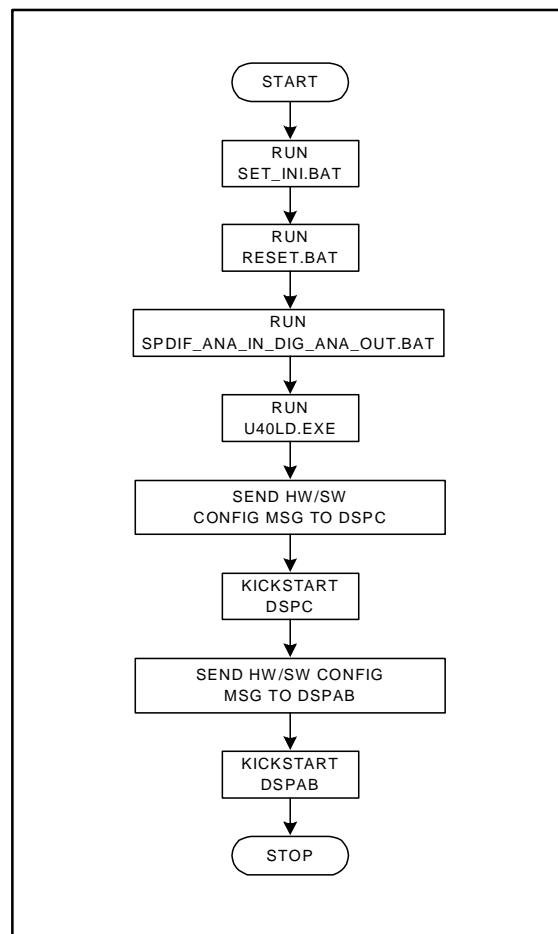 START
RUN
SET_INI.BAT
RUN
RESET.BAT
RUN
SPDIF_ANA_IN_DIG_ANA_OUT.BAT
RUN
U40LD.EXE
SEND HW/SW
CONFIG MSG TO DSPC
KICKSTART
DSPC
SEND HW/SW CONFIG
MSG TO DSPAB
KICKSTART
DSPAB
STOP